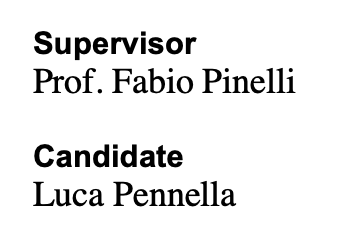 Supervisor
Prof. Fabio Pinelli
Candidate
Luca Pennella